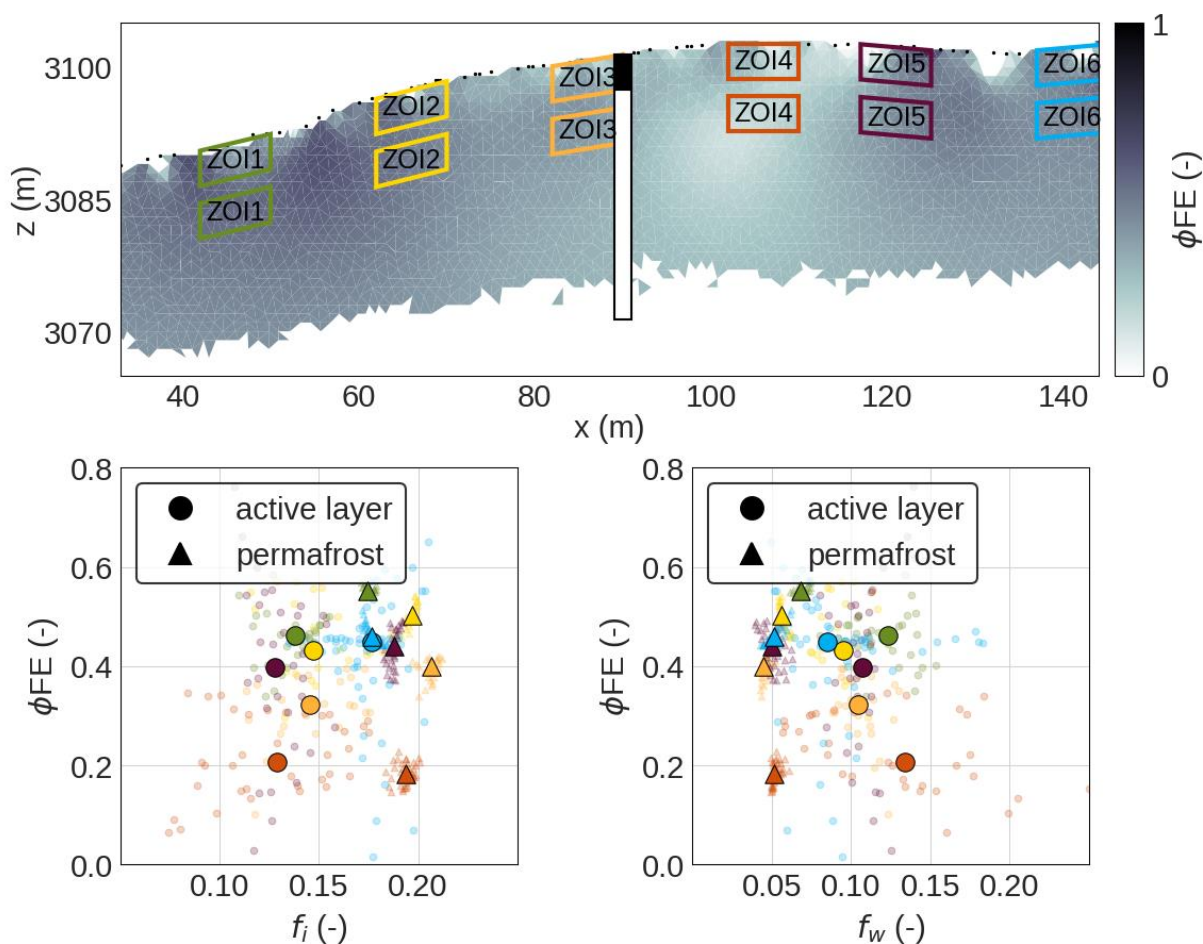 3100
3085
3070
z (m)
ZOI1
ZOI1
ZOI2
ZOI2
ZOI3
ZOI3
ZOI4
ZOI4
ZOI5
ZOI5
ZOI6
ZOI6
40 60 80 100 120 140
x (m)
1
0
ϕFE (-)
0.8
0.6
0.4
0.2
0.0
ϕFE (-)
active layer
permafrost
0.10 0.15 0.20
f_i (-)
0.8
0.6
0.4
0.2
0.0
ϕFE (-)
active layer
permafrost
0.05 0.10 0.15 0.20
f_w (-)